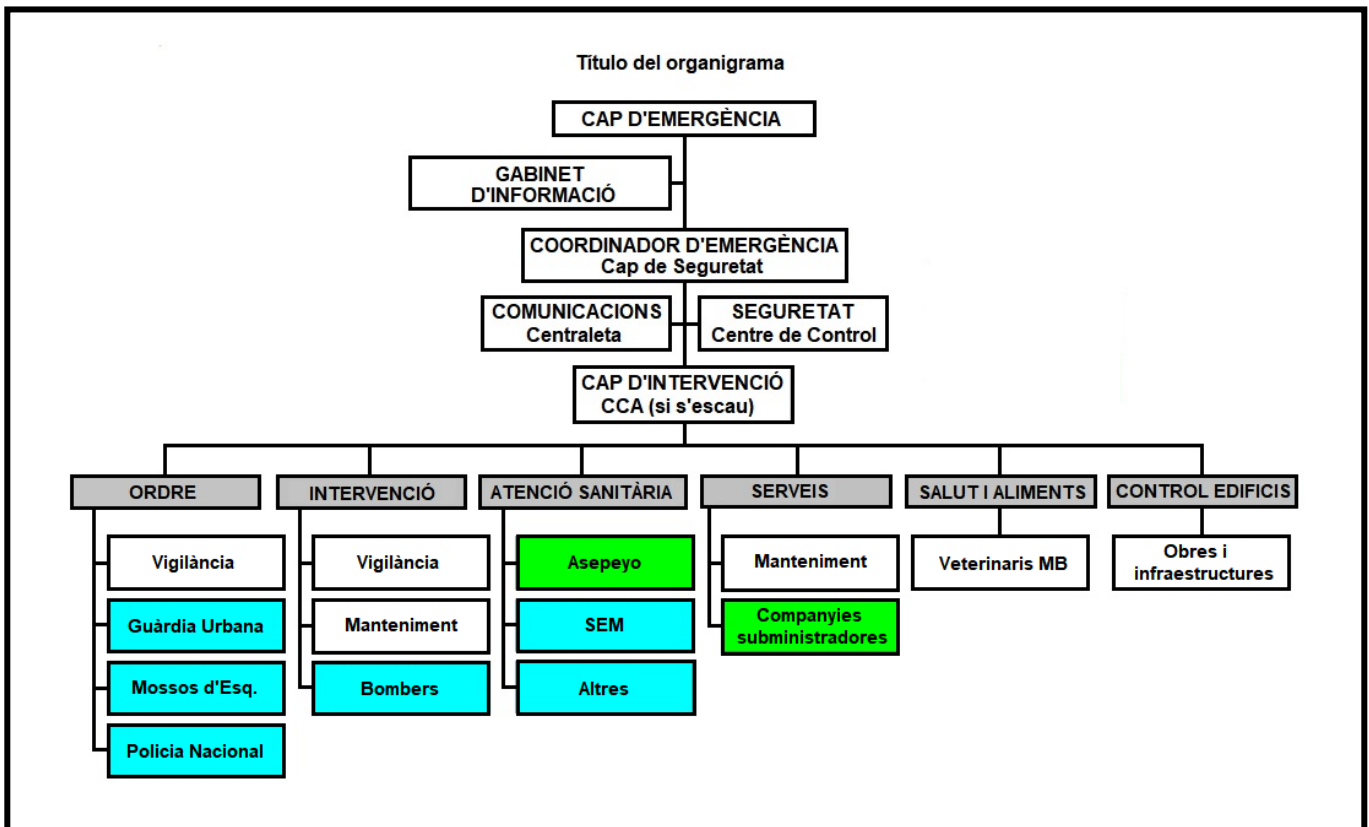 Título del organigrama
CAP D'EMERGÈNCIA
GABINET
D'INFORMACIÓ
COORDINADOR D'EMERGÈNCIA
Cap de Seguretat
COMUNICACIONS
Centraleta
SEGURETAT
Centre de Control
CAP D'INTERVENCIÓ
CCA (si s'escau)
ORDRE
INTERVENCIÓ
ATENCIÓ SANITÀRIA
SERVEIS
SALUT I ALIMENTS
CONTROL EDIFICIS
Vigilància
Guàrdia Urbana
Mossos d'Esq.
Policia Nacional
Vigilància
Manteniment
Bombers
Asepeyo
SEM
Altres
Manteniment
Companyies
subministradores
Veterinaris MB
Obres i
infraestructures